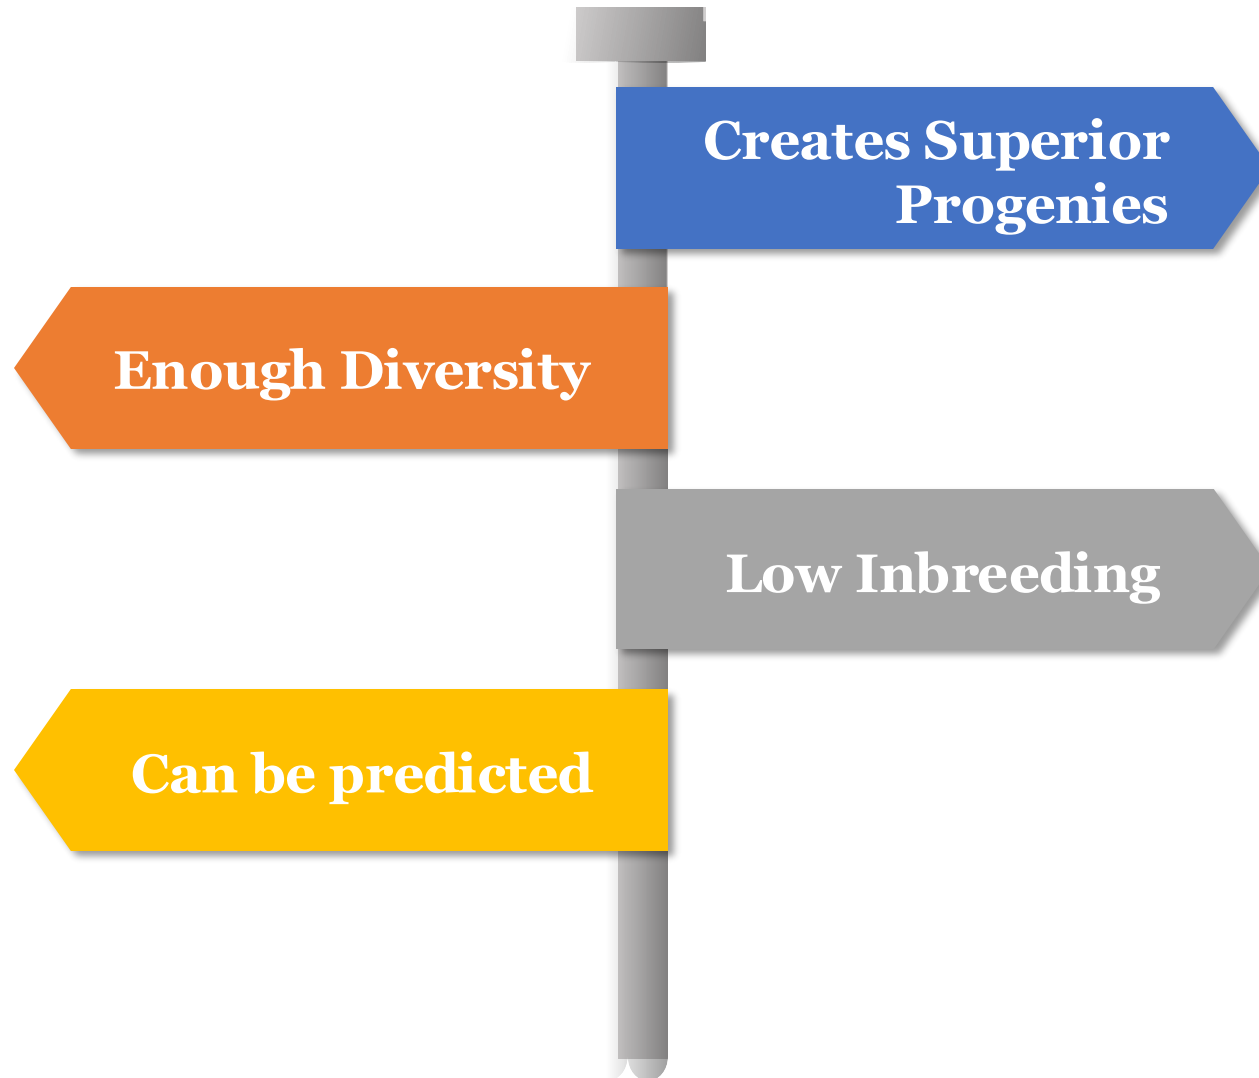 Creates Superior
Progenies
Enough Diversity
Low Inbreeding
Can be predicted